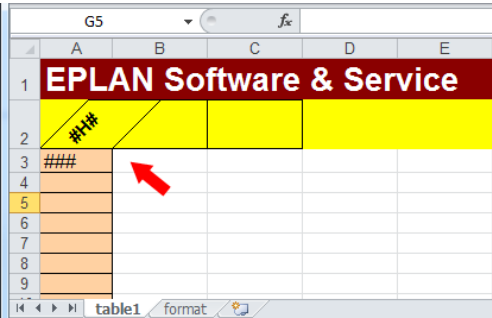 G5 fx
A B C D E
1 EPLAN Software & Service
2 #H#
3 ###
4
5
6
7
8
9
table1 format